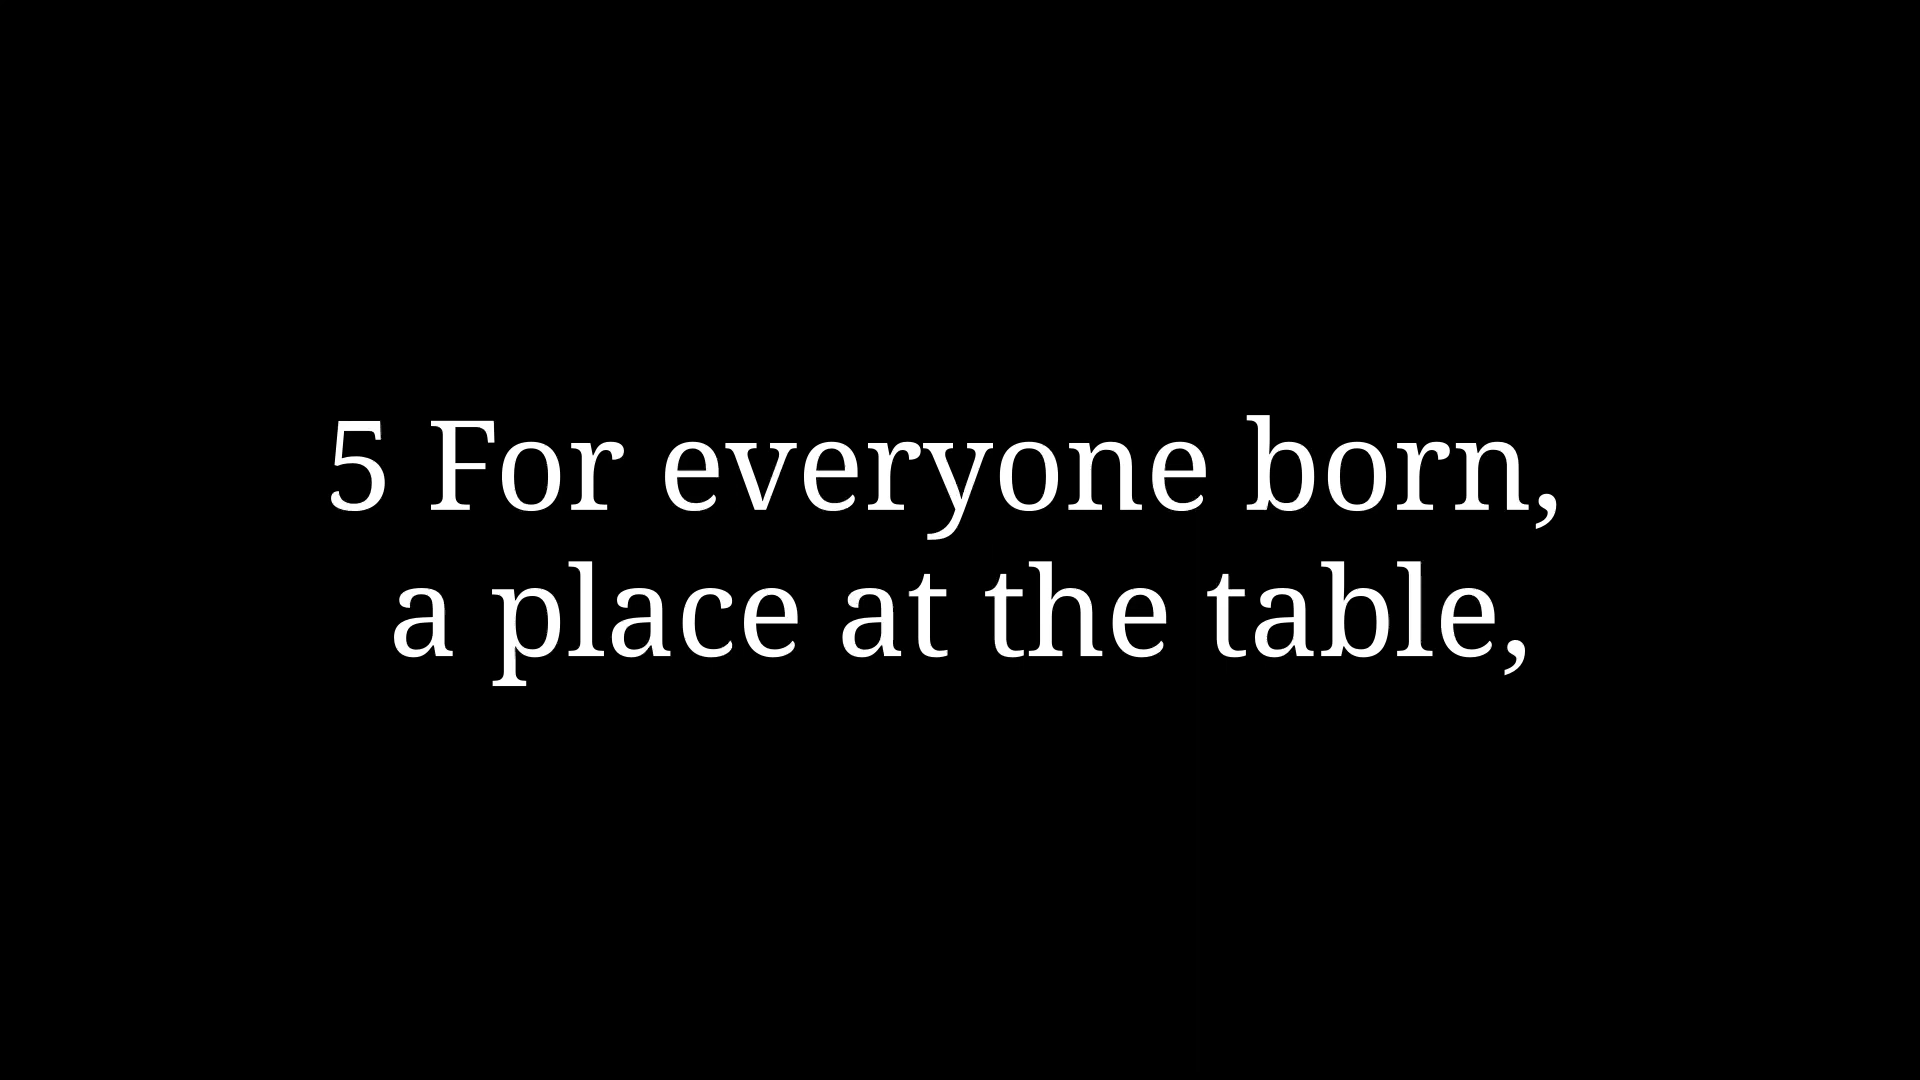 5 For everyone born,
a place at the table,